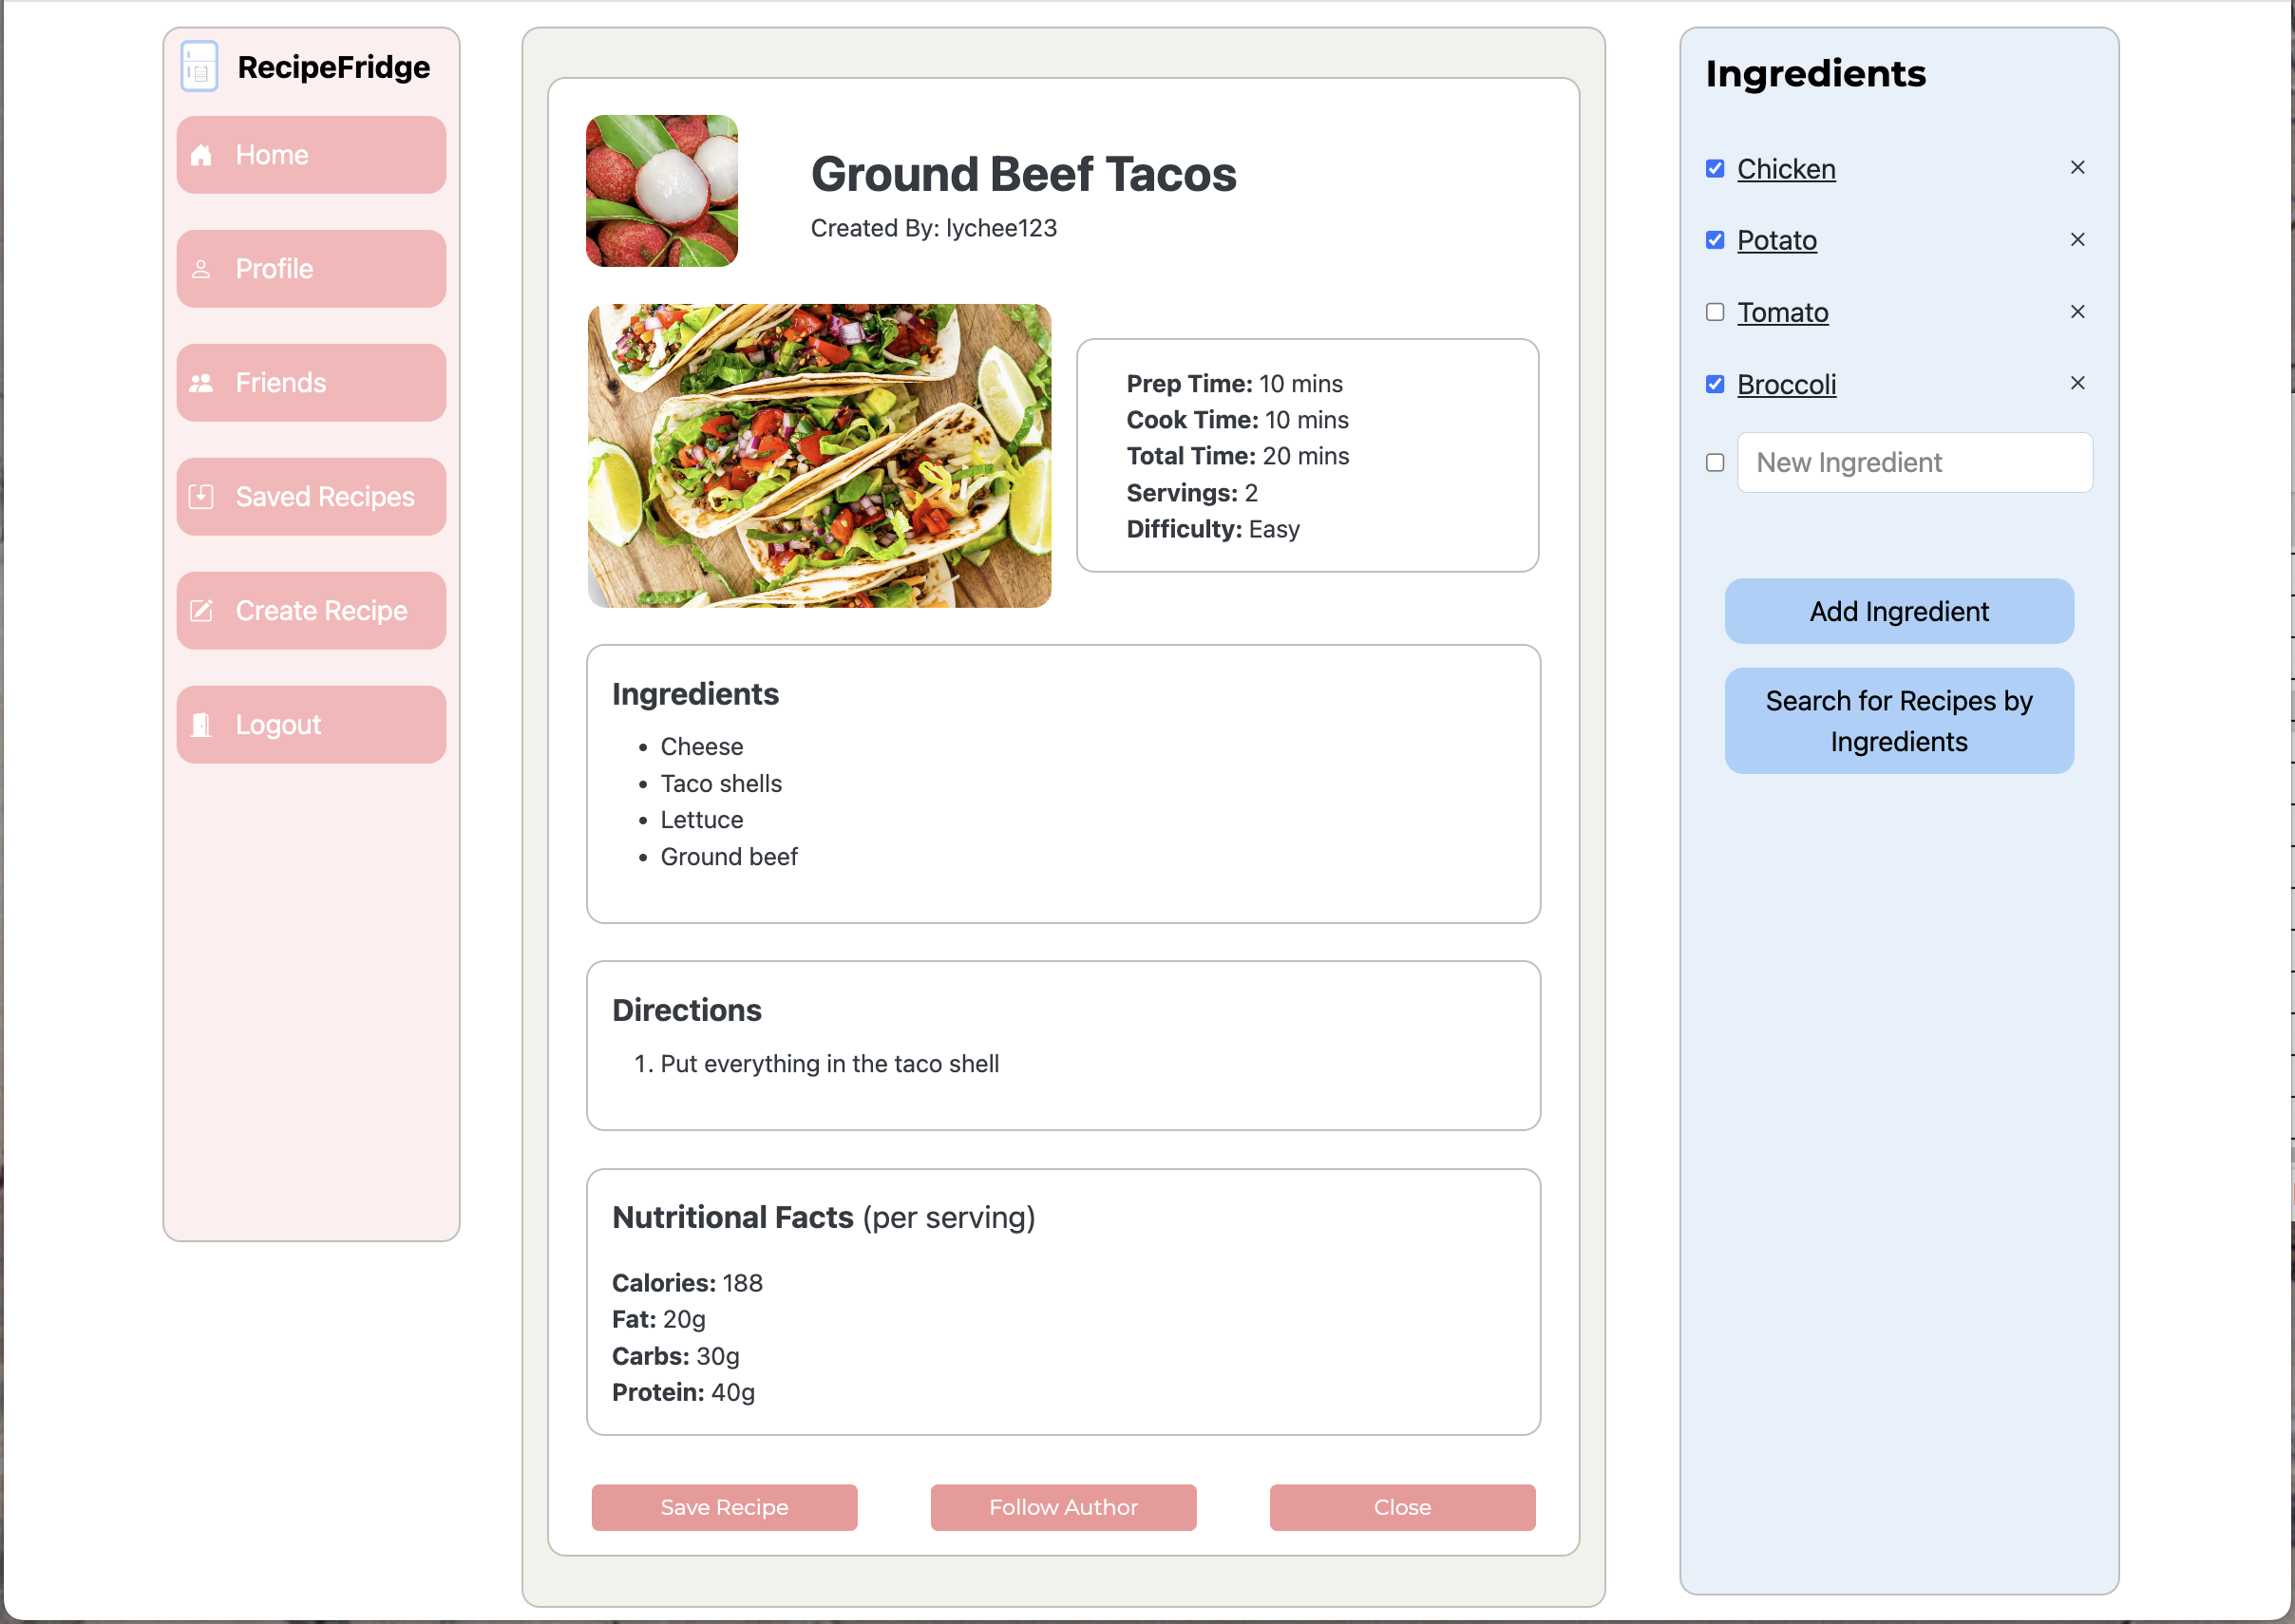 RecipeFridge
Home
Profile
Friends
Saved Recipes
Create Recipe
Logout
Ground Beef Tacos
Created By: lychee123
Prep Time: 10 mins
Cook Time: 10 mins
Total Time: 20 mins
Servings: 2
Difficulty: Easy
Ingredients
• Cheese
• Taco shells
• Lettuce
• Ground beef
Directions
1. Put everything in the taco shell
Nutritional Facts (per serving)
Calories: 188
Fat: 20g
Carbs: 30g
Protein: 40g
Save Recipe
Follow Author
Close
Ingredients
Chicken
Potato
Tomato
Broccoli
New Ingredient
Add Ingredient
Search for Recipes by
Ingredients